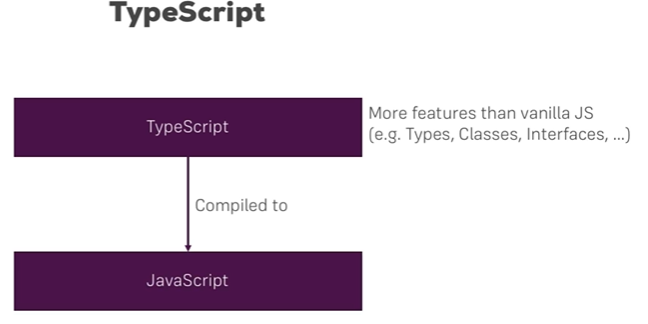 TypeScript
TypeScript
More features than vanilla JS
(e.g. Types, Classes, Interfaces, ...)
Compiled to
JavaScript